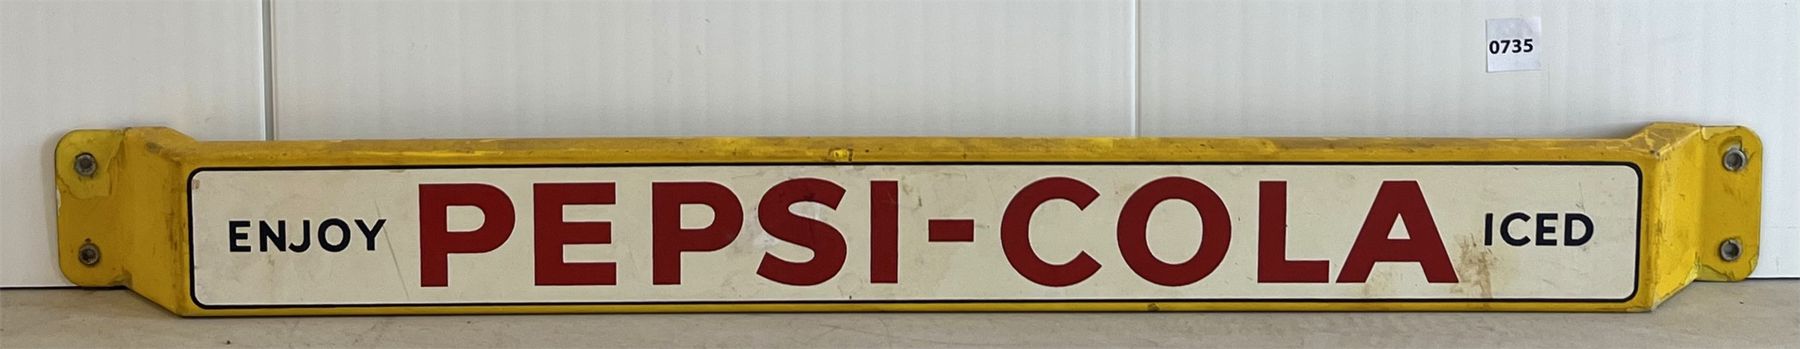 0735
ENJOY PEPSI-COLA ICED